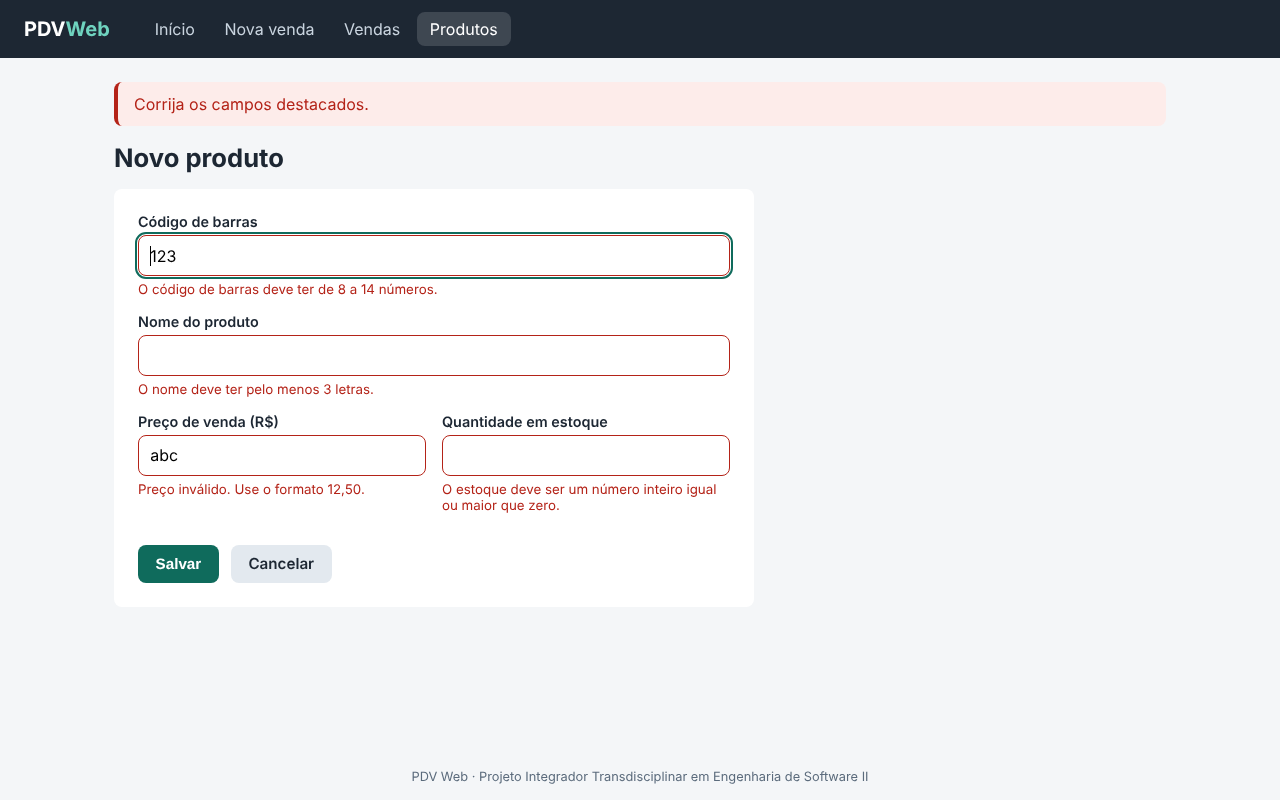 PDVWeb Início Nova venda Vendas Produtos
Corrija os campos destacados.
Novo produto
Código de barras
123
O código de barras deve ter de 8 a 14 números.
Nome do produto
O nome deve ter pelo menos 3 letras.
Preço de venda (R$) Quantidade em estoque
abc
Preço inválido. Use o formato 12,50. O estoque deve ser um número inteiro igual
ou maior que zero.
Salvar Cancelar
PDV Web · Projeto Integrador Transdisciplinar em Engenharia de Software II